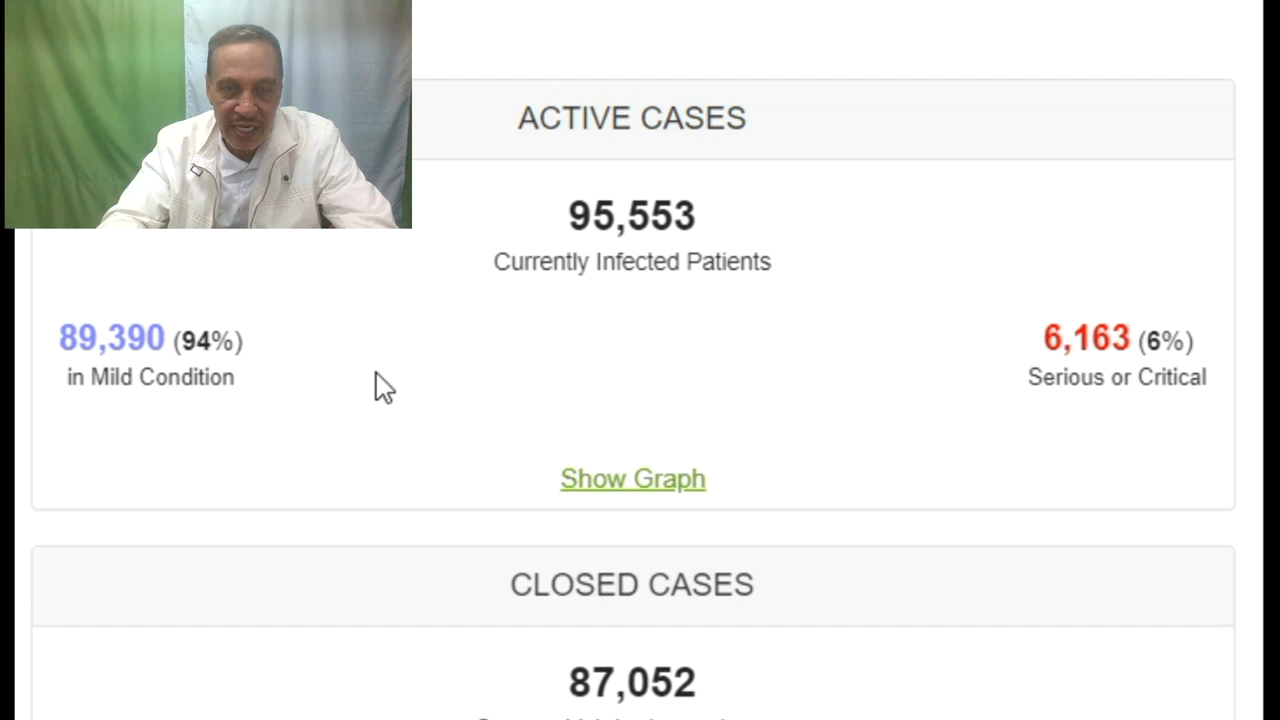 ACTIVE CASES
95,553
Currently Infected Patients
89,390 (94%)
in Mild Condition
6,163 (6%)
Serious or Critical
Show Graph
CLOSED CASES
87,052